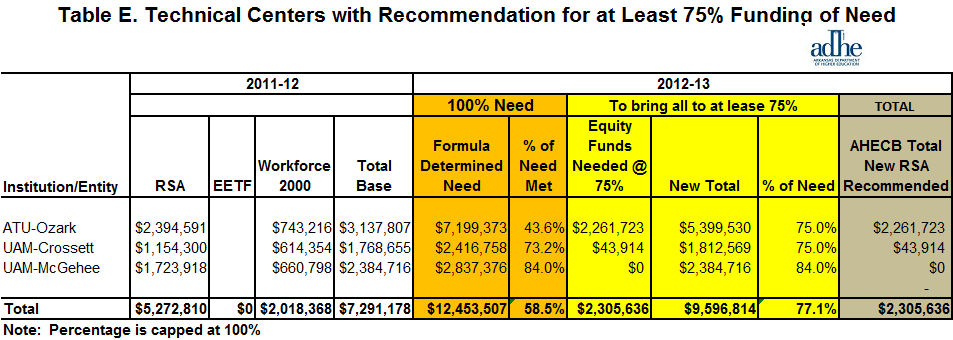 Table E. Technical Centers with Recommendation for at Least 75% Funding of Need
adhe
ARKANSAS DEPARTMENT
OF HIGHER EDUCATION
2011-12 2012-13
100% Need To bring all to at lease 75% TOTAL
Institution/Entity RSA EETF Workforce 2000 Total Base Formula Determined Need % of Need Met Equity Funds Needed @ 75% New Total % of Need AHECB Total New RSA Recommended
ATU-Ozark $2,394,591 $743,216 $3,137,807 $7,199,373 43.6% $2,261,723 $5,399,530 75.0% $2,261,723
UAM-Crossett $1,154,300 $614,354 $1,768,655 $2,416,758 73.2% $43,914 $1,812,569 75.0% $43,914
UAM-McGehee $1,723,918 $660,798 $2,384,716 $2,837,376 84.0% $0 $2,384,716 84.0% $0
-
Total $5,272,810 $0 $2,018,368 $7,291,178 $12,453,507 58.5% $2,305,636 $9,596,814 77.1% $2,305,636
Note: Percentage is capped at 100%